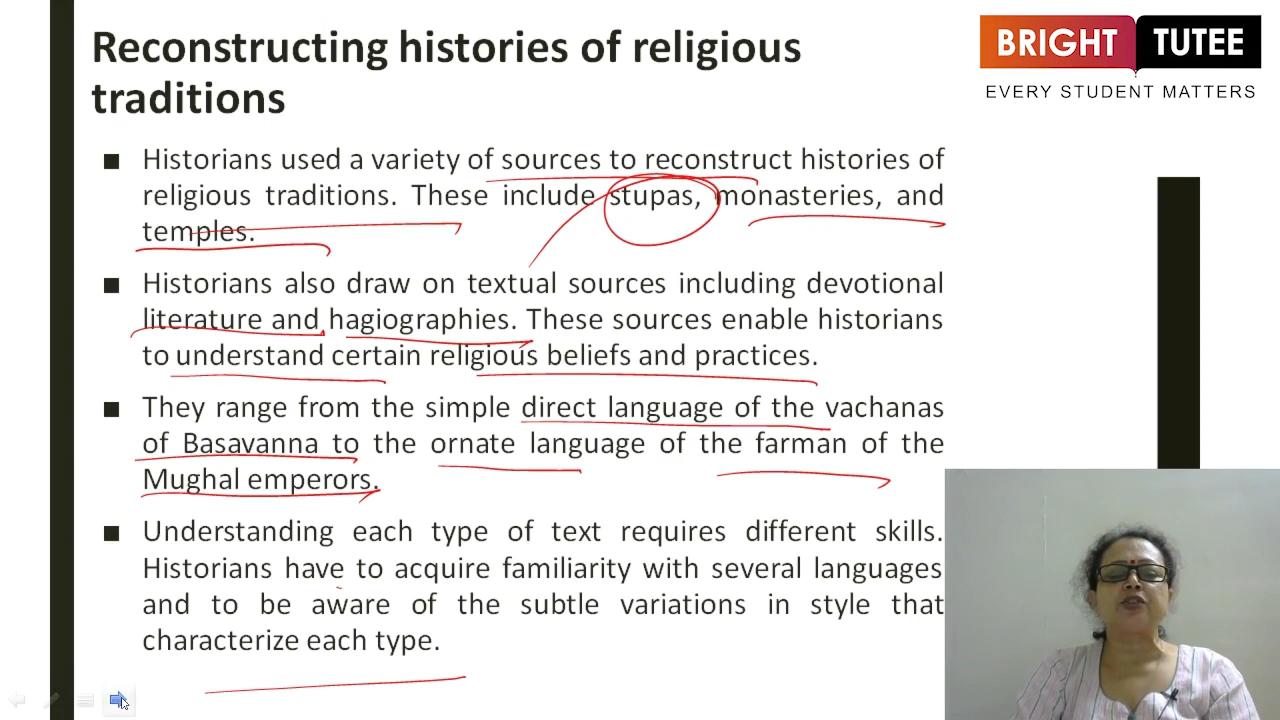 Reconstructing histories of religious
traditions
BRIGHT TUTEE
EVERY STUDENT MATTERS
■ Historians used a variety of sources to reconstruct histories of
religious traditions. These include stupas, monasteries, and
temples.
■ Historians also draw on textual sources including devotional
literature and hagiographies. These sources enable historians
to understand certain religious beliefs and practices.
■ They range from the simple direct language of the vachanas
of Basavanna to the ornate language of the farman of the
Mughal emperors.
■ Understanding each type of text requires different skills.
Historians have to acquire familiarity with several languages
and to be aware of the subtle variations in style that
characterize each type.